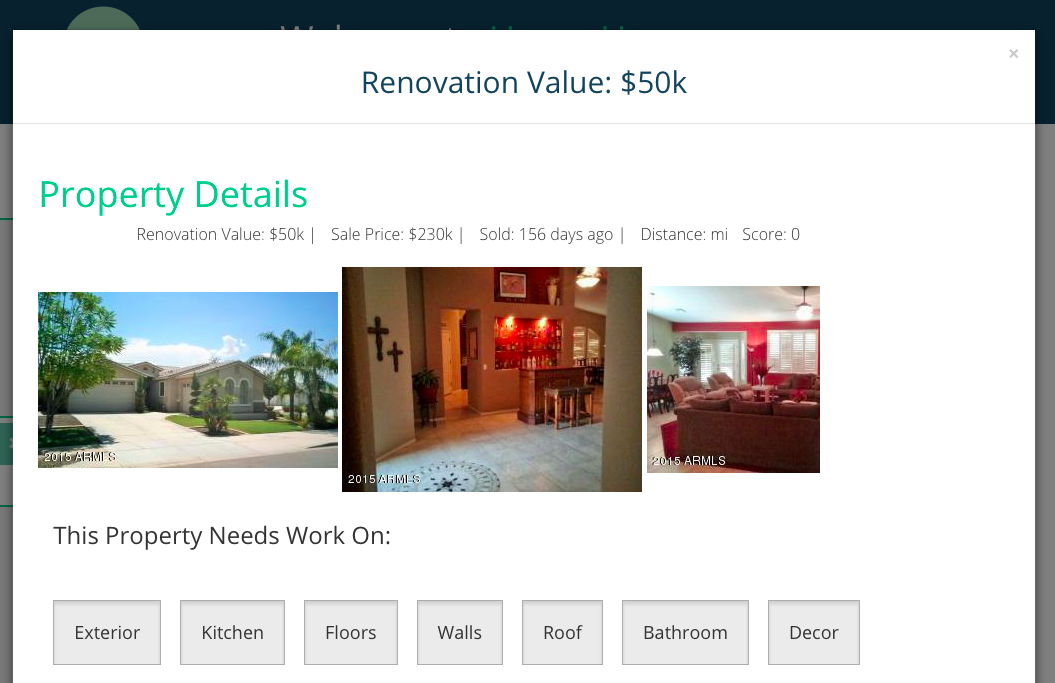 ×
Renovation Value: $50k
Property Details
Renovation Value: $50k | Sale Price: $230k | Sold: 156 days ago | Distance: mi Score: 0
2015 ARMLS
2015 ARMLS
2015 ARMLS
This Property Needs Work On:
Exterior Kitchen Floors Walls Roof Bathroom Decor